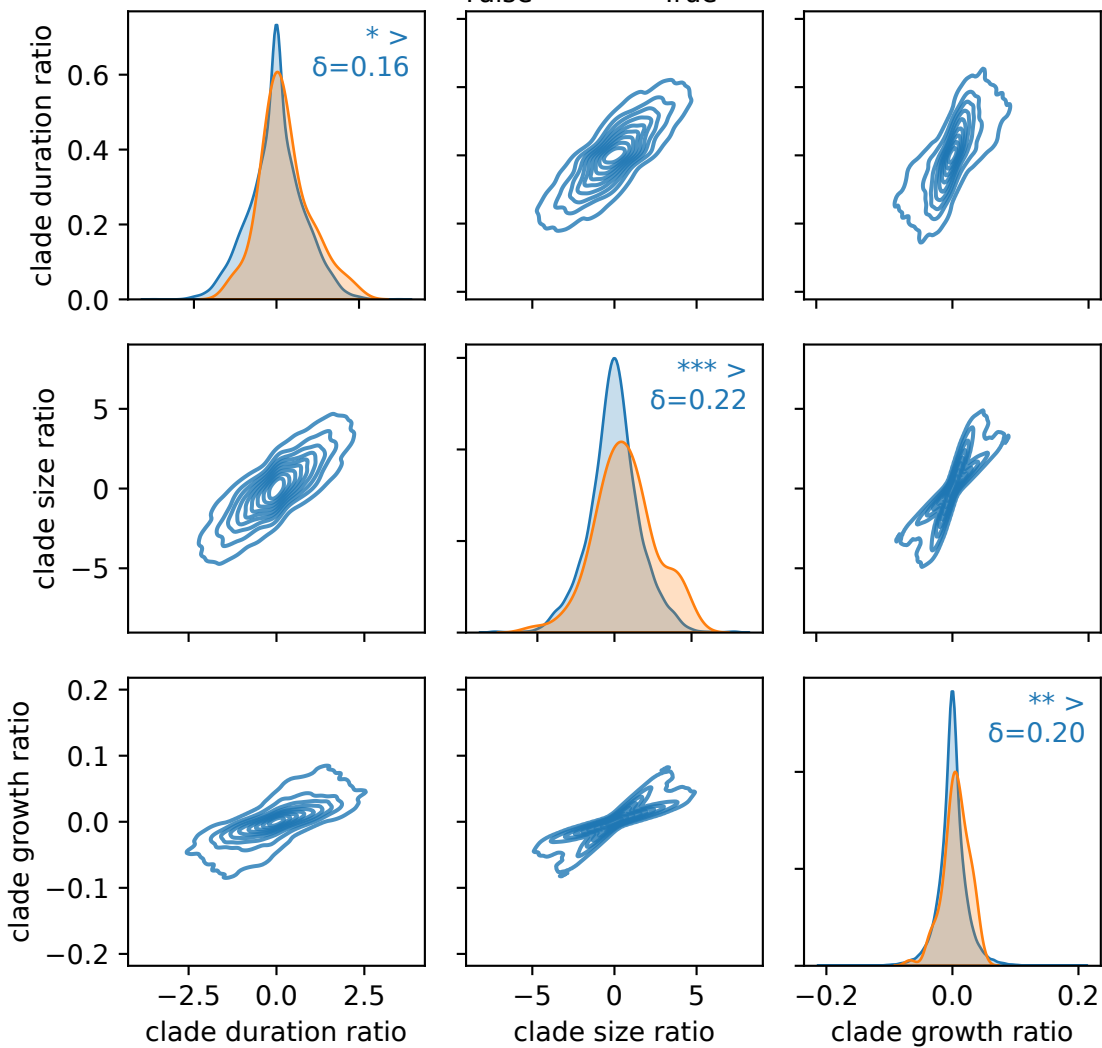 True
clade duration ratio
0.6
0.4
0.2
0.0
* >
δ=0.16
clade size ratio
5
0
−5
*** >
δ=0.22
clade growth ratio
0.2
0.1
0.0
−0.1
−0.2
** >
δ=0.20
−2.5 0.0 2.5
−5 0 5
−0.2 0.0 0.2
clade duration ratio
clade size ratio
clade growth ratio